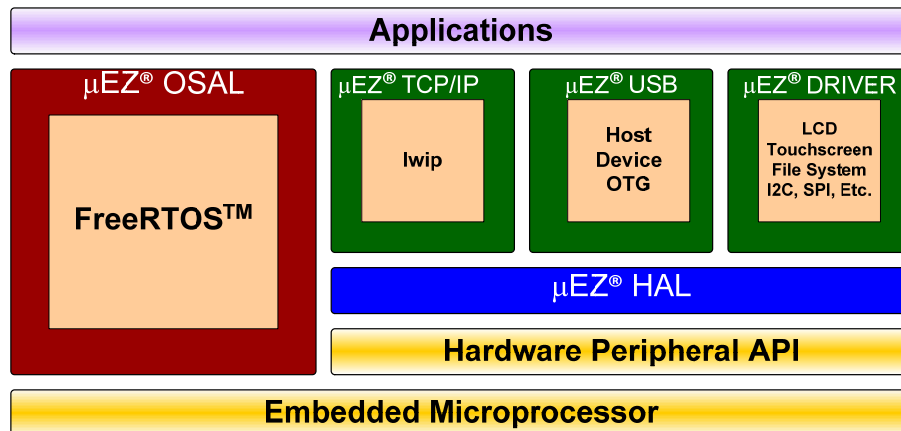 Applications
µEZ® OSAL
FreeRTOS™
µEZ® TCP/IP
lwip
µEZ® USB
Host
Device
OTG
µEZ® DRIVER
LCD
Touchscreen
File System
I2C, SPI, Etc.
µEZ® HAL
Hardware Peripheral API
Embedded Microprocessor